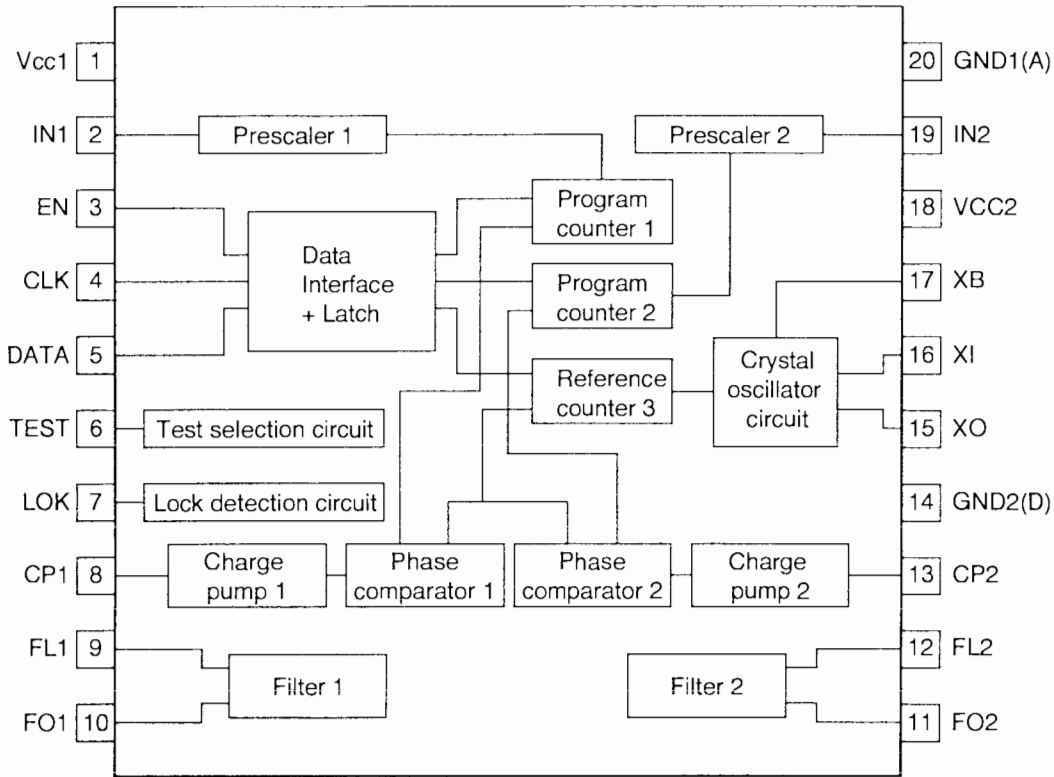 Vcc1 1
20 GND1(A)
IN1 2
Prescaler 1
Prescaler 2
19 IN2
EN 3
Program
counter 1
18 VCC2
Data
Interface
+ Latch
CLK 4
Program
counter 2
17 XB
DATA 5
Reference
counter 3
Crystal
oscillator
circuit
16 XI
TEST 6
Test selection circuit
15 XO
LOK 7
Lock detection circuit
14 GND2(D)
CP1 8
Charge
pump 1
Phase
comparator 1
Phase
comparator 2
Charge
pump 2
13 CP2
FL1 9
Filter 1
Filter 2
12 FL2
FO1 10
11 FO2